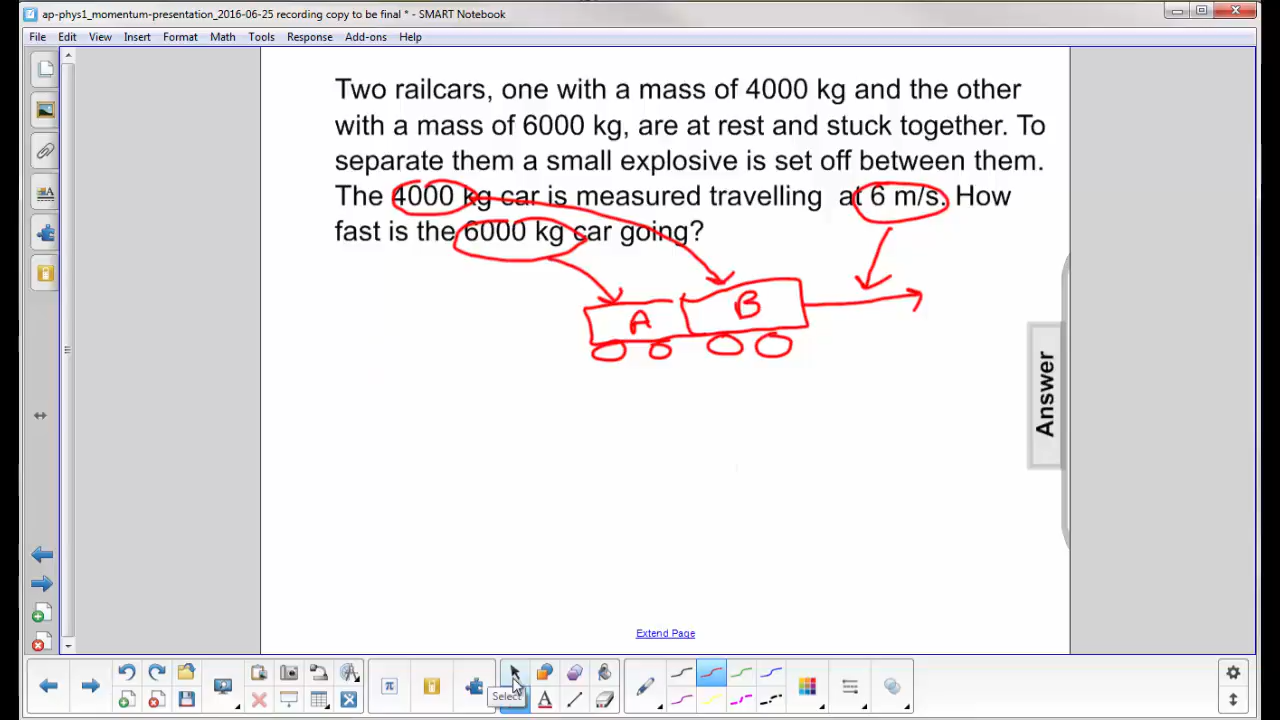 ap-phys1_momentum-presentation_2016-06-25 recording copy to be final * - SMART Notebook
File Edit View Insert Format Math Tools Response Add-ons Help
Two railcars, one with a mass of 4000 kg and the other
with a mass of 6000 kg, are at rest and stuck together. To
separate them a small explosive is set off between them.
The 4000 kg car is measured travelling at 6 m/s. How
fast is the 6000 kg car going?
A B
Answer
Extend Page
π
Select
A